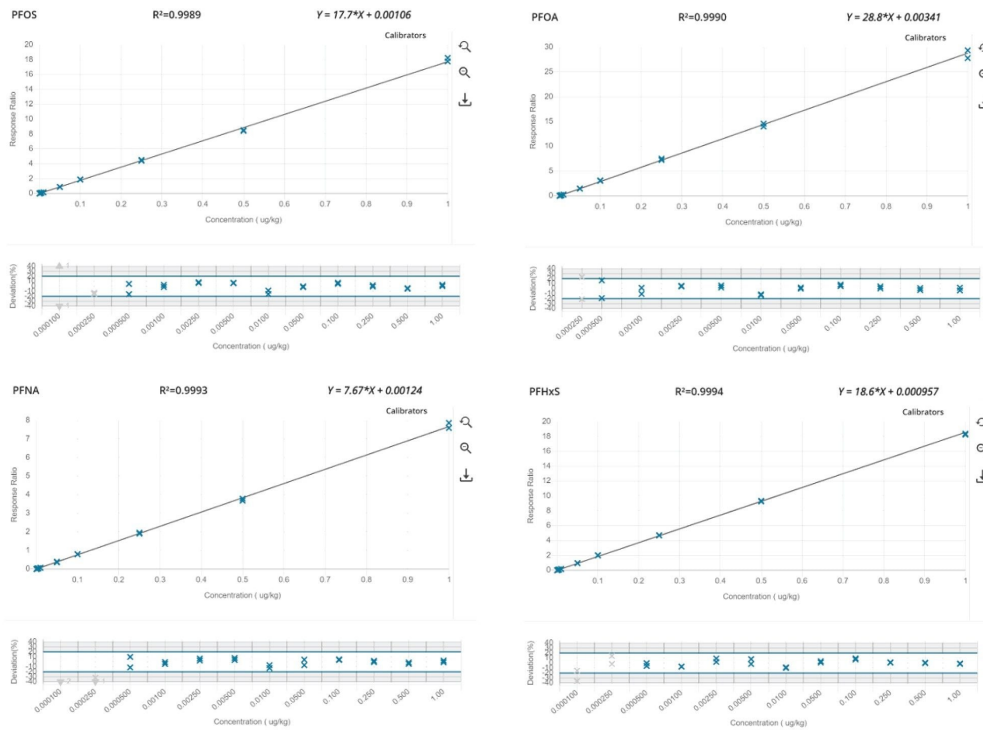 PFOS R²=0.9989 Y = 17.7*X + 0.00106
Calibrators
20
18
16
14
12
10
8
6
4
2
0
Response Ratio
0.1 0.2 0.3 0.4 0.5 0.6 0.7 0.8 0.9 1
Concentration ( ug/kg)
Deviation(%)
0.000100 0.000250 0.000500 0.00100 0.00250 0.00500 0.0100 0.0500 0.100 0.250 0.500 1.00
Concentration ( ug/kg)
PFOA R²=0.9990 Y = 28.8*X + 0.00341
Calibrators
30
25
20
15
10
5
0
Response Ratio
0.1 0.2 0.3 0.4 0.5 0.6 0.7 0.8 0.9 1
Concentration ( ug/kg)
Deviation(%)
0.000250 0.000500 0.00100 0.00250 0.00500 0.0100 0.0500 0.100 0.250 0.500 1.00
Concentration ( ug/kg)
PFNA R²=0.9993 Y = 7.67*X + 0.00124
Calibrators
8
7
6
5
4
3
2
1
0
Response Ratio
0.1 0.2 0.3 0.4 0.5 0.6 0.7 0.8 0.9 1
Concentration ( ug/kg)
Deviation(%)
0.000100 0.000250 0.000500 0.00100 0.00250 0.00500 0.0100 0.0500 0.100 0.250 0.500 1.00
Concentration ( ug/kg)
PFHxS R²=0.9994 Y = 18.6*X + 0.000957
Calibrators
20
18
16
14
12
10
8
6
4
2
0
Response Ratio
0.1 0.2 0.3 0.4 0.5 0.6 0.7 0.8 0.9 1
Concentration ( ug/kg)
Deviation(%)
0.000100 0.000250 0.000500 0.00100 0.00250 0.00500 0.0100 0.0500 0.100 0.250 0.500 1.00
Concentration ( ug/kg)